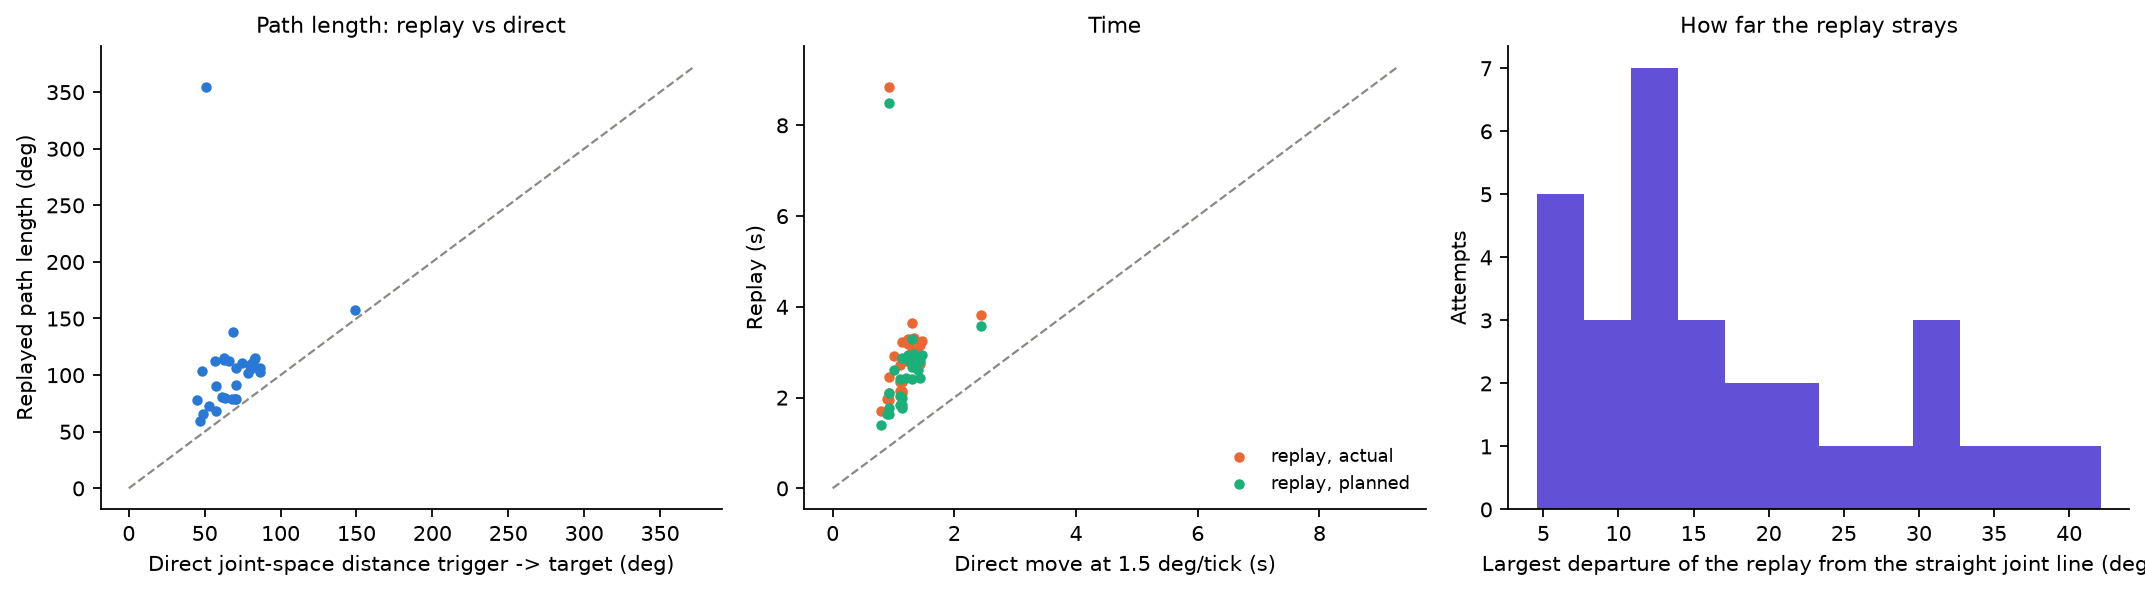 Path length: replay vs direct
Replayed path length (deg)
350
300
250
200
150
100
50
0
0 50 100 150 200 250 300 350
Direct joint-space distance trigger -> target (deg)
Time
Replay (s)
8
6
4
2
0
replay, actual
replay, planned
0 2 4 6 8
Direct move at 1.5 deg/tick (s)
How far the replay strays
Attempts
7
6
5
4
3
2
1
0
5 10 15 20 25 30 35 40
Largest departure of the replay from the straight joint line (deg